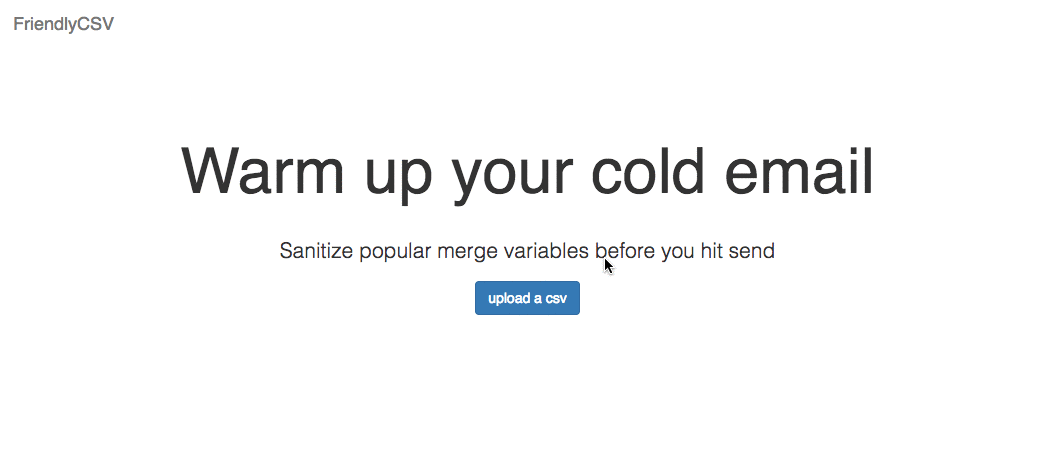 FriendlyCSV
Warm up your cold email
Sanitize popular merge variables before you hit send
upload a csv